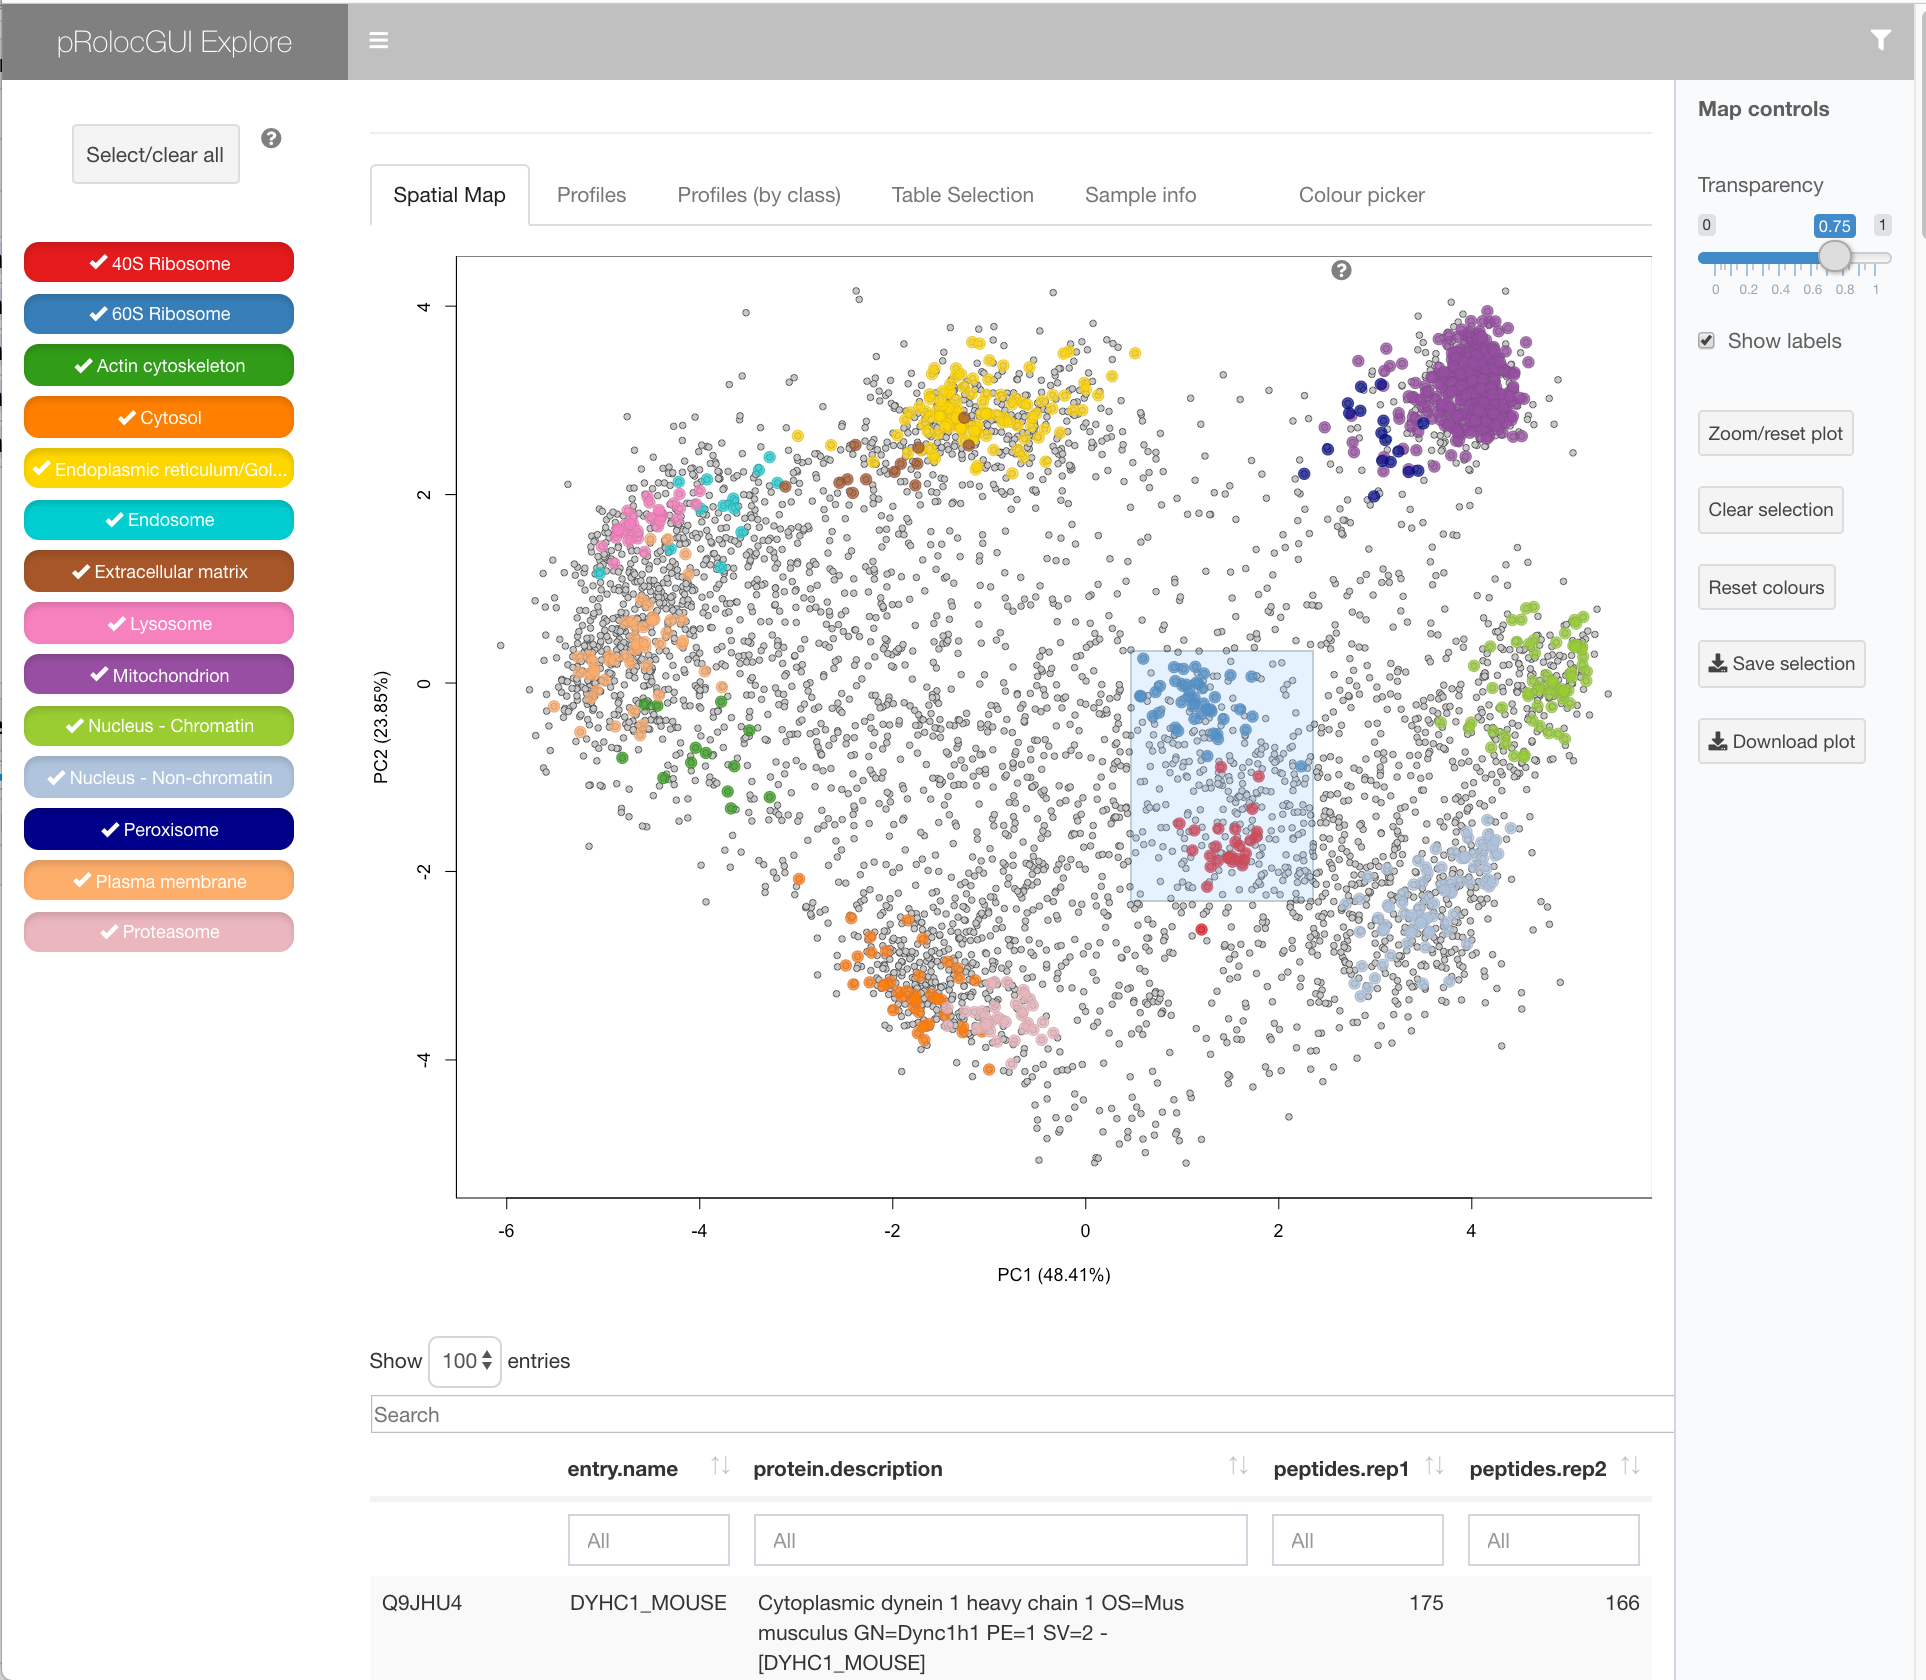 pRolocGUI Explore
Select/clear all
?
40S Ribosome
60S Ribosome
Actin cytoskeleton
Cytosol
Endoplasmic reticulum/Gol...
Endosome
Extracellular matrix
Lysosome
Mitochondrion
Nucleus - Chromatin
Nucleus - Non-chromatin
Peroxisome
Plasma membrane
Proteasome
Spatial Map Profiles Profiles (by class) Table Selection Sample info Colour picker
?
4
2
0
-2
-4
PC2 (23.85%)
-6 -4 -2 0 2 4
PC1 (48.41%)
Show 100 entries
Search
entry.name protein.description peptides.rep1 peptides.rep2
All All All All
Q9JHU4 DYHC1_MOUSE Cytoplasmic dynein 1 heavy chain 1 OS=Mus 175 166
musculus GN=Dync1h1 PE=1 SV=2 -
[DYHC1_MOUSE]
Map controls
Transparency
0 0.75 1
0 0.2 0.4 0.6 0.8 1
Show labels
Zoom/reset plot
Clear selection
Reset colours
Save selection
Download plot